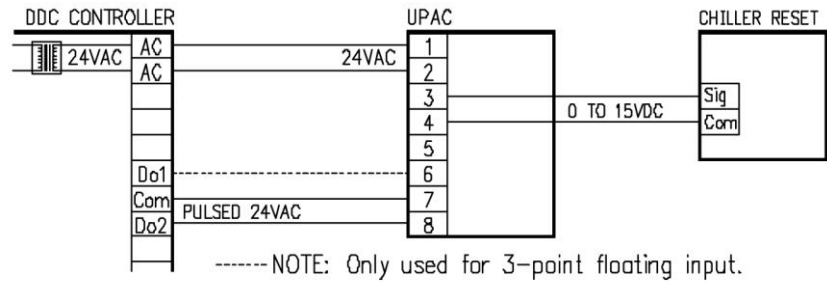 DDC CONTROLLER
UPAC
CHILLER RESET
24VAC
AC
AC
24VAC
1
2
3
4
5
6
7
8
0 TO 15VDC
Sig
Com
Do1
Com
Do2
PULSED 24VAC
------NOTE: Only used for 3-point floating input.